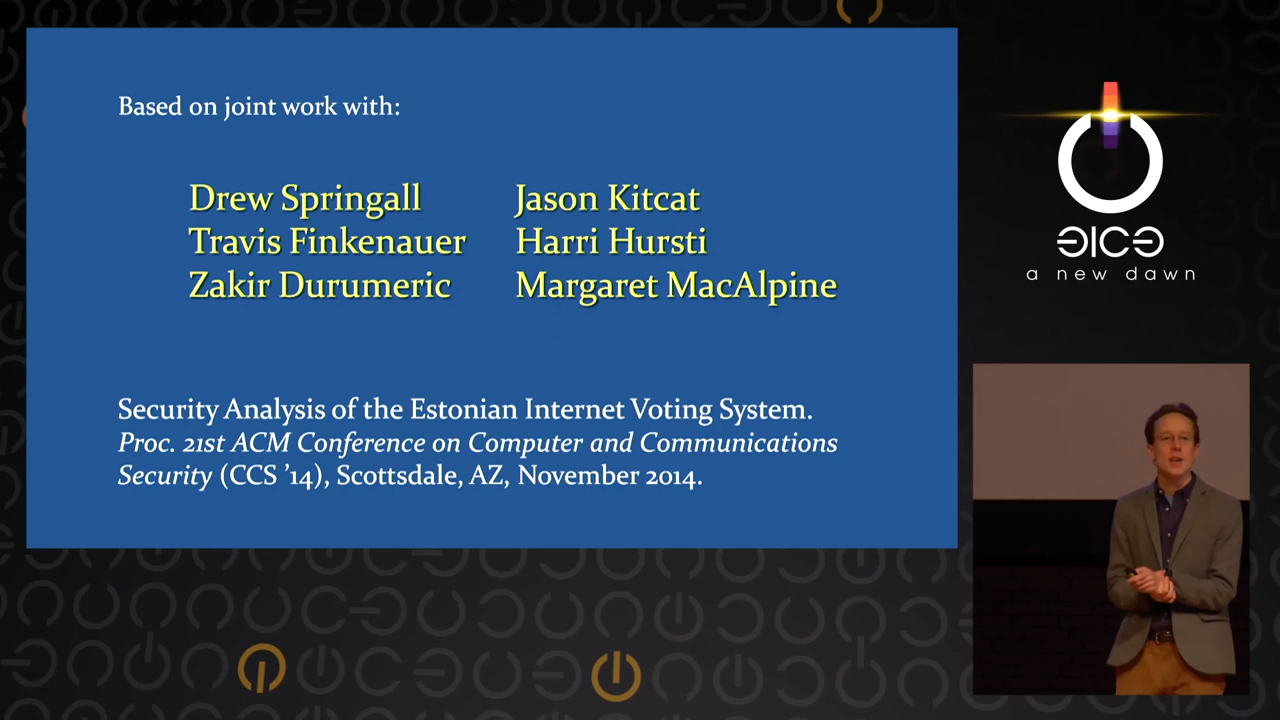 Based on joint work with:
Drew Springall
Travis Finkenauer
Zakir Durumeric
Jason Kitcat
Harri Hursti
Margaret MacAlpine
Security Analysis of the Estonian Internet Voting System.
Proc. 21st ACM Conference on Computer and Communications
Security (CCS ’14), Scottsdale, AZ, November 2014.
a new dawn